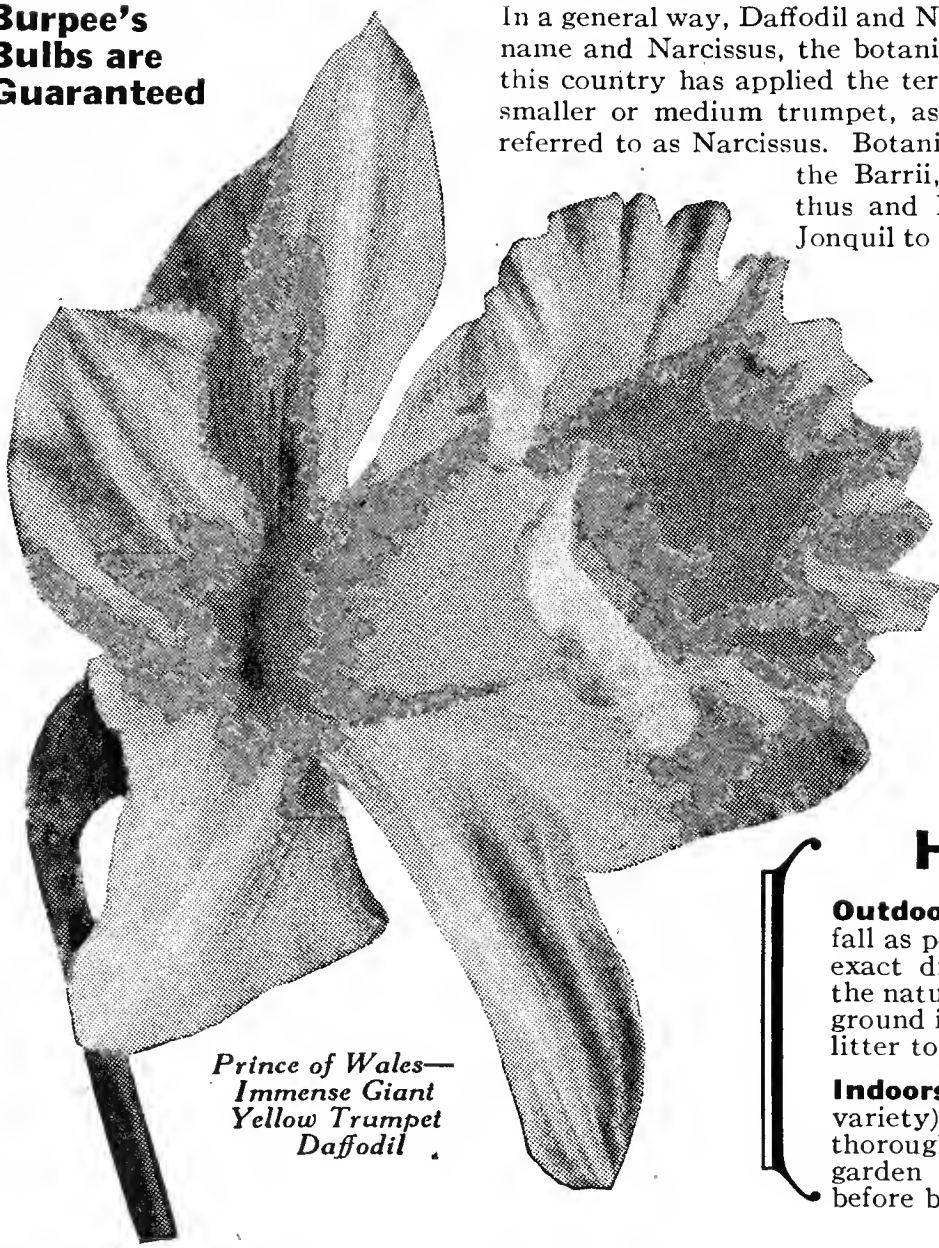 Burpee's
Bulbs are
Guaranteed
In a general way, Daffodil and N
name and Narcissus, the botani
this country has applied the ter
smaller or medium trumpet, as
referred to as Narcissus. Botani
the Barrii,
thus and
Jonquil to
Prince of Wales—
Immense Giant
Yellow Trumpet
Daffodil
H
Outdoo
fall as p
exact d
the natu
ground i
litter to
Indoors
variety)
thorough
garden
before b